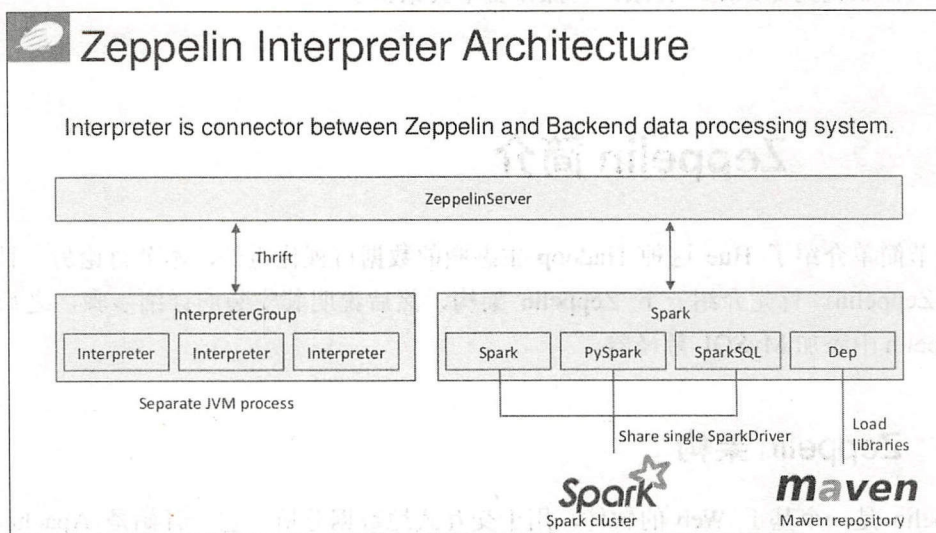 Zeppelin Interpreter Architecture
Interpreter is connector between Zeppelin and Backend data processing system.
ZeppelinServer
Thrift
InterpreterGroup
Interpreter Interpreter Interpreter
Separate JVM process
Spark
Spark PySpark SparkSQL Dep
Share single SparkDriver
Load
libraries
Spark
Spark cluster
maven
Maven repository